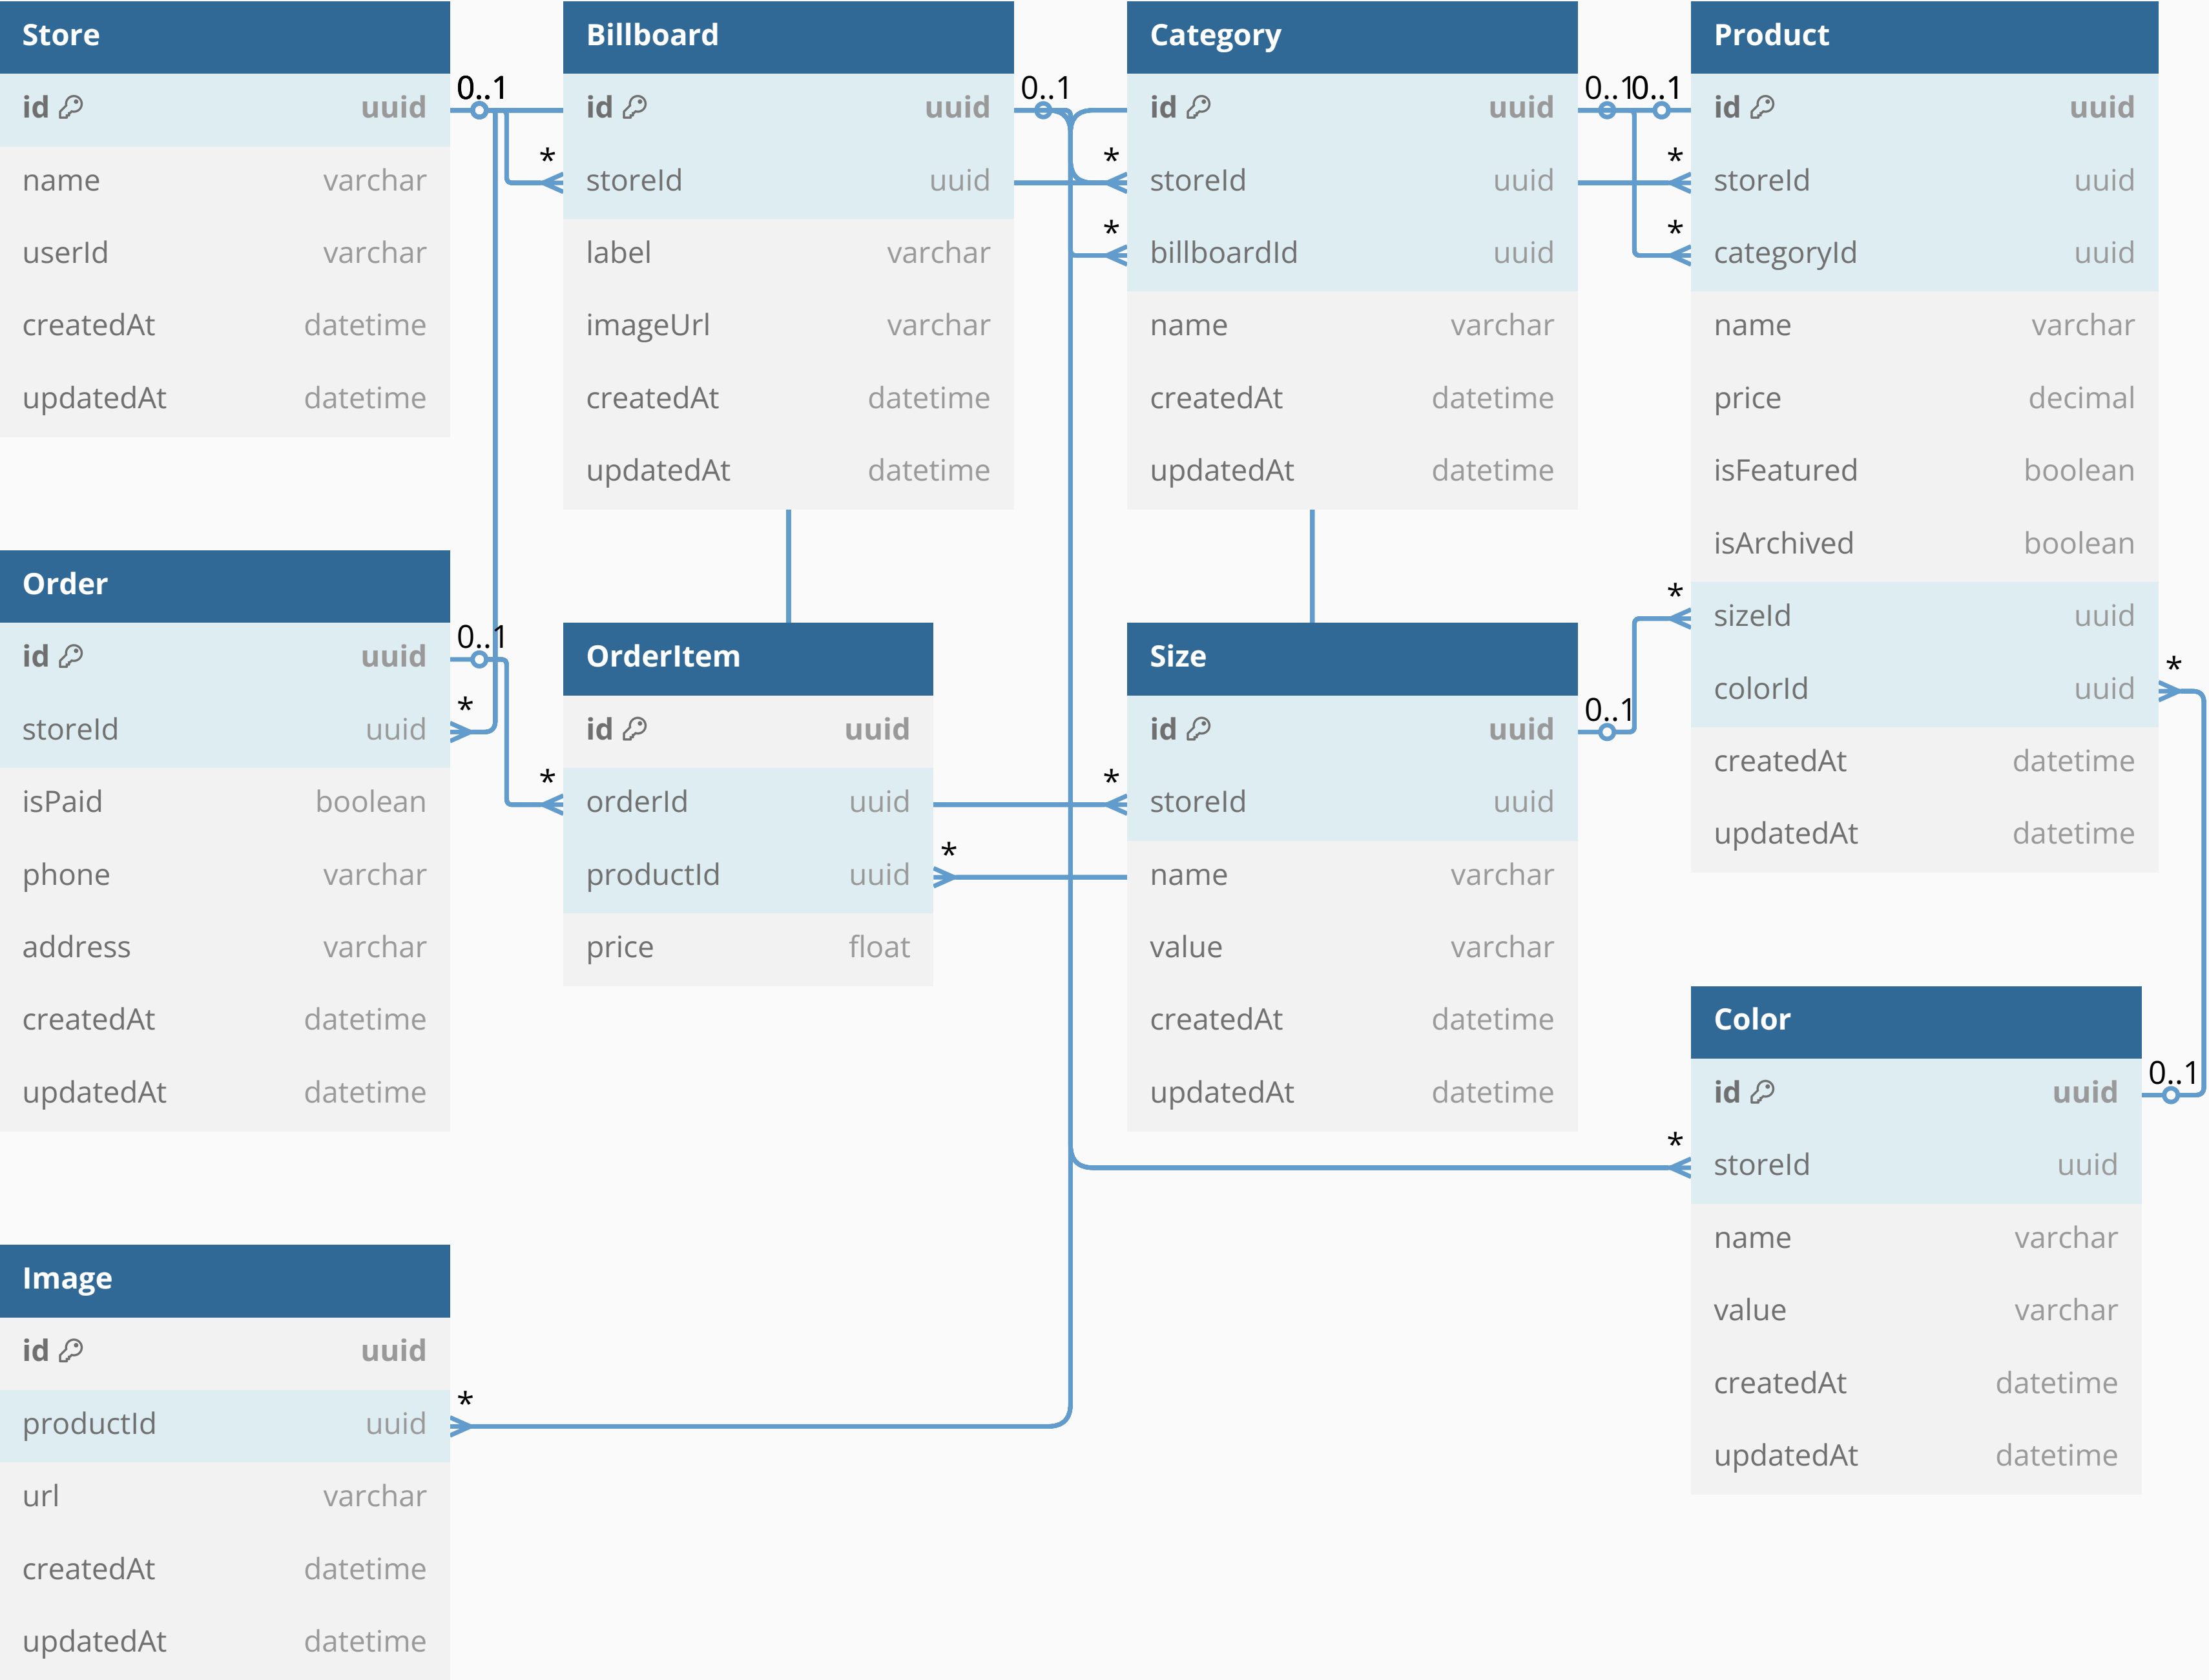 Store
id uuid
name varchar
userId varchar
createdAt datetime
updatedAt datetime
0..1
*
Billboard
id uuid
storeId uuid
label varchar
imageUrl varchar
createdAt datetime
updatedAt datetime
0..1
*
*
Category
id uuid
storeId uuid
billboardId uuid
name varchar
createdAt datetime
updatedAt datetime
0..1
0..1
*
*
Product
id uuid
storeId uuid
categoryId uuid
name varchar
price decimal
isFeatured boolean
isArchived boolean
*
sizeId uuid
colorId uuid
*
createdAt datetime
updatedAt datetime
Order
id uuid
storeId uuid
isPaid boolean
phone varchar
address varchar
createdAt datetime
updatedAt datetime
0..1
*
*
OrderItem
id uuid
orderId uuid
productId uuid
price float
*
*
Size
id uuid
storeId uuid
name varchar
value varchar
createdAt datetime
updatedAt datetime
0..1
*
Color
id uuid
storeId uuid
name varchar
value varchar
createdAt datetime
updatedAt datetime
0..1
Image
id uuid
productId uuid
url varchar
createdAt datetime
updatedAt datetime
*